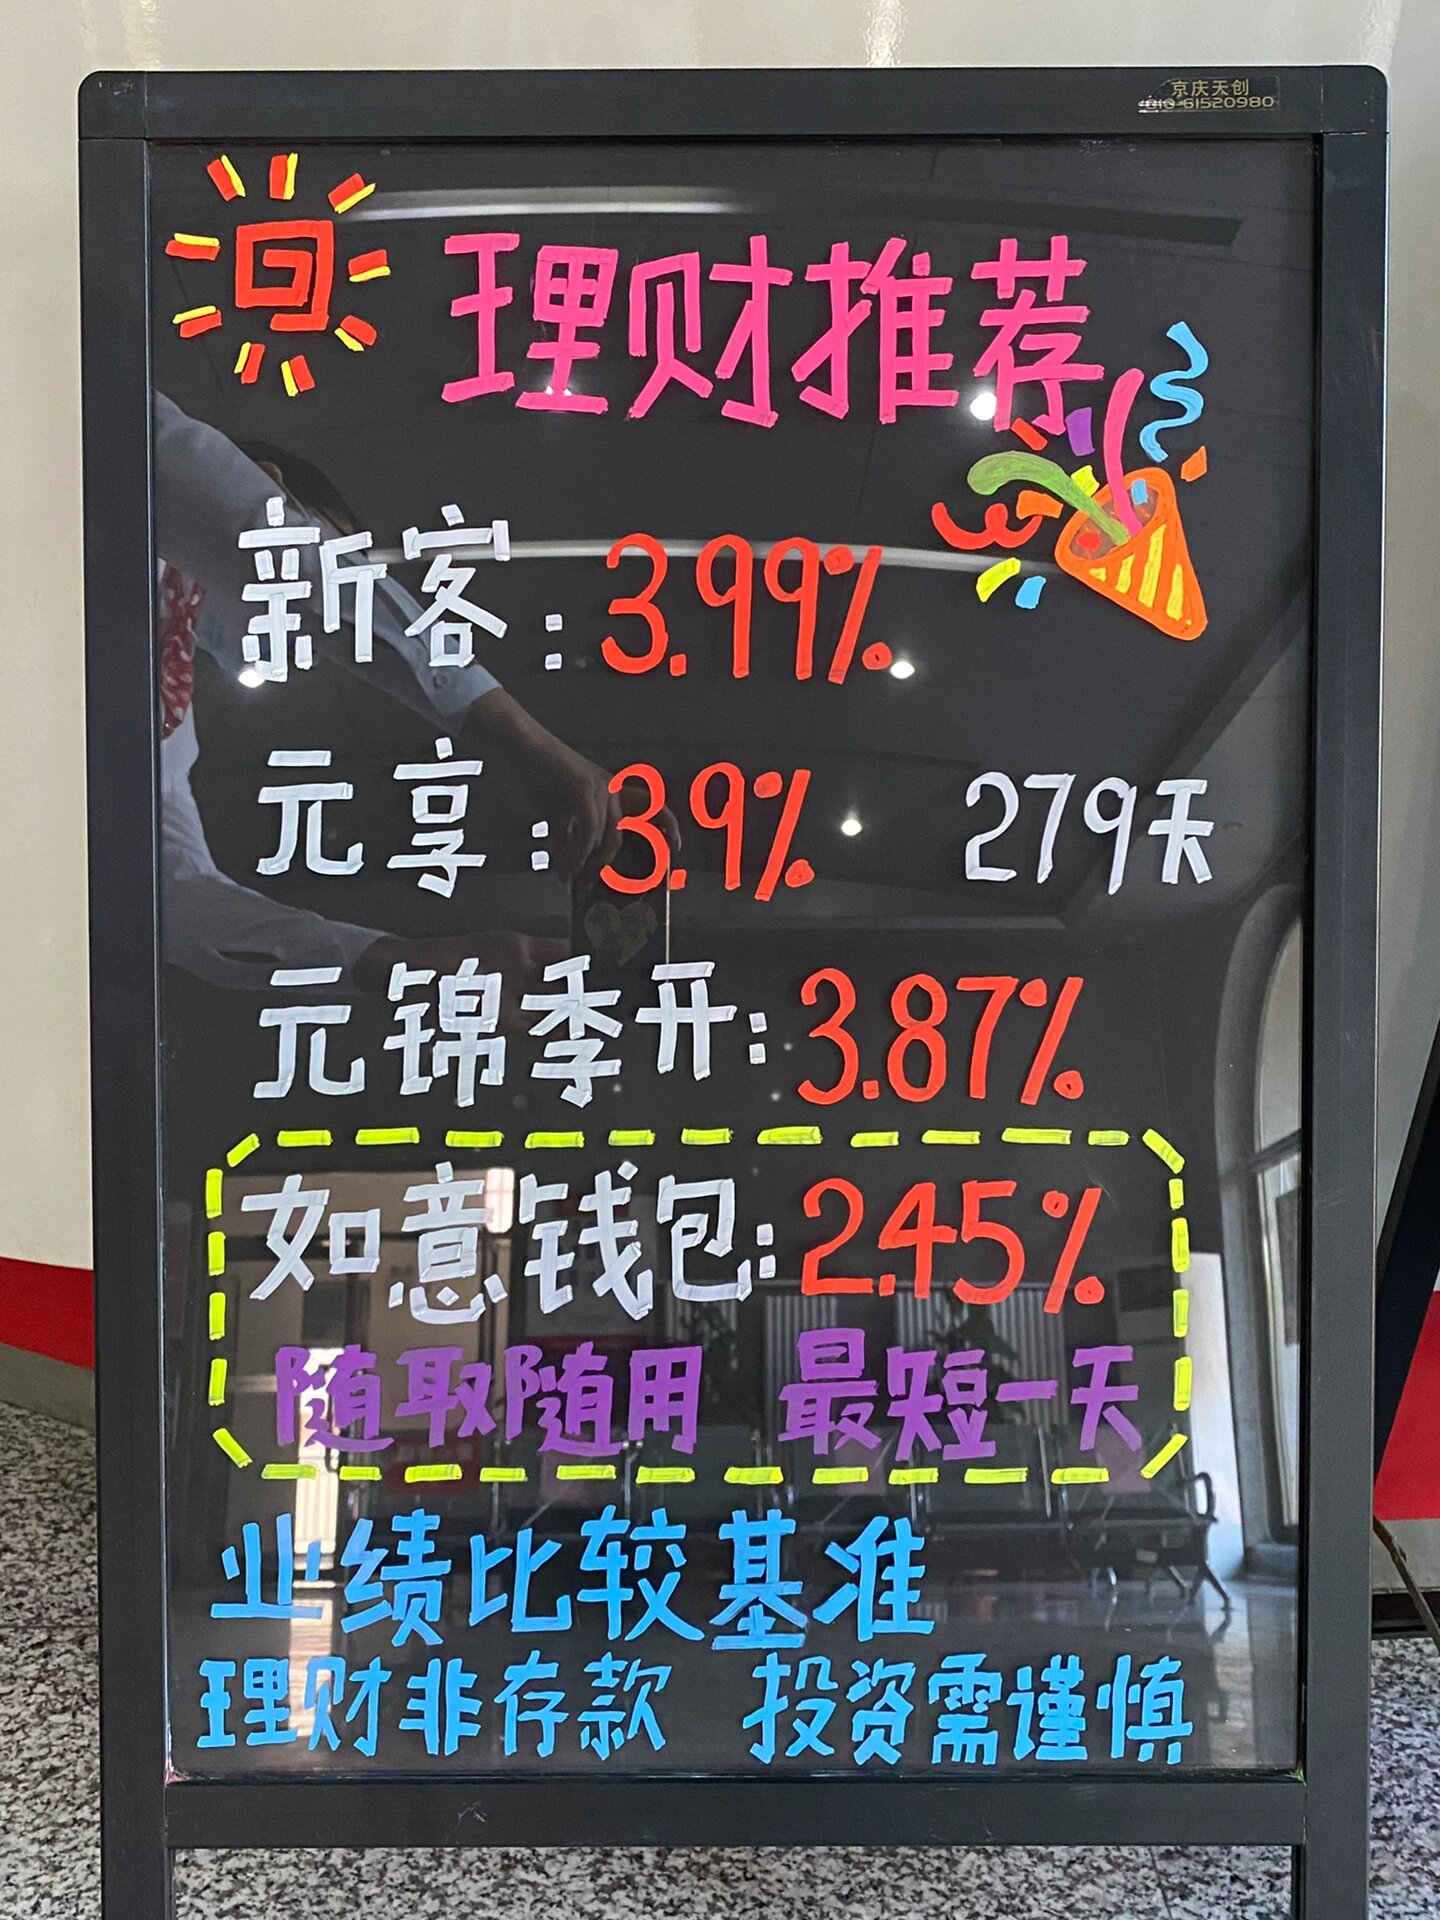 京庆天创
010-61520980
理财推荐
新客:3.99%
元享:3.9% 279天
元锦季开:3.87%
如意钱包:2.45%
随取随用 最短一天
业绩比较基准
理财非存款 投资需谨慎